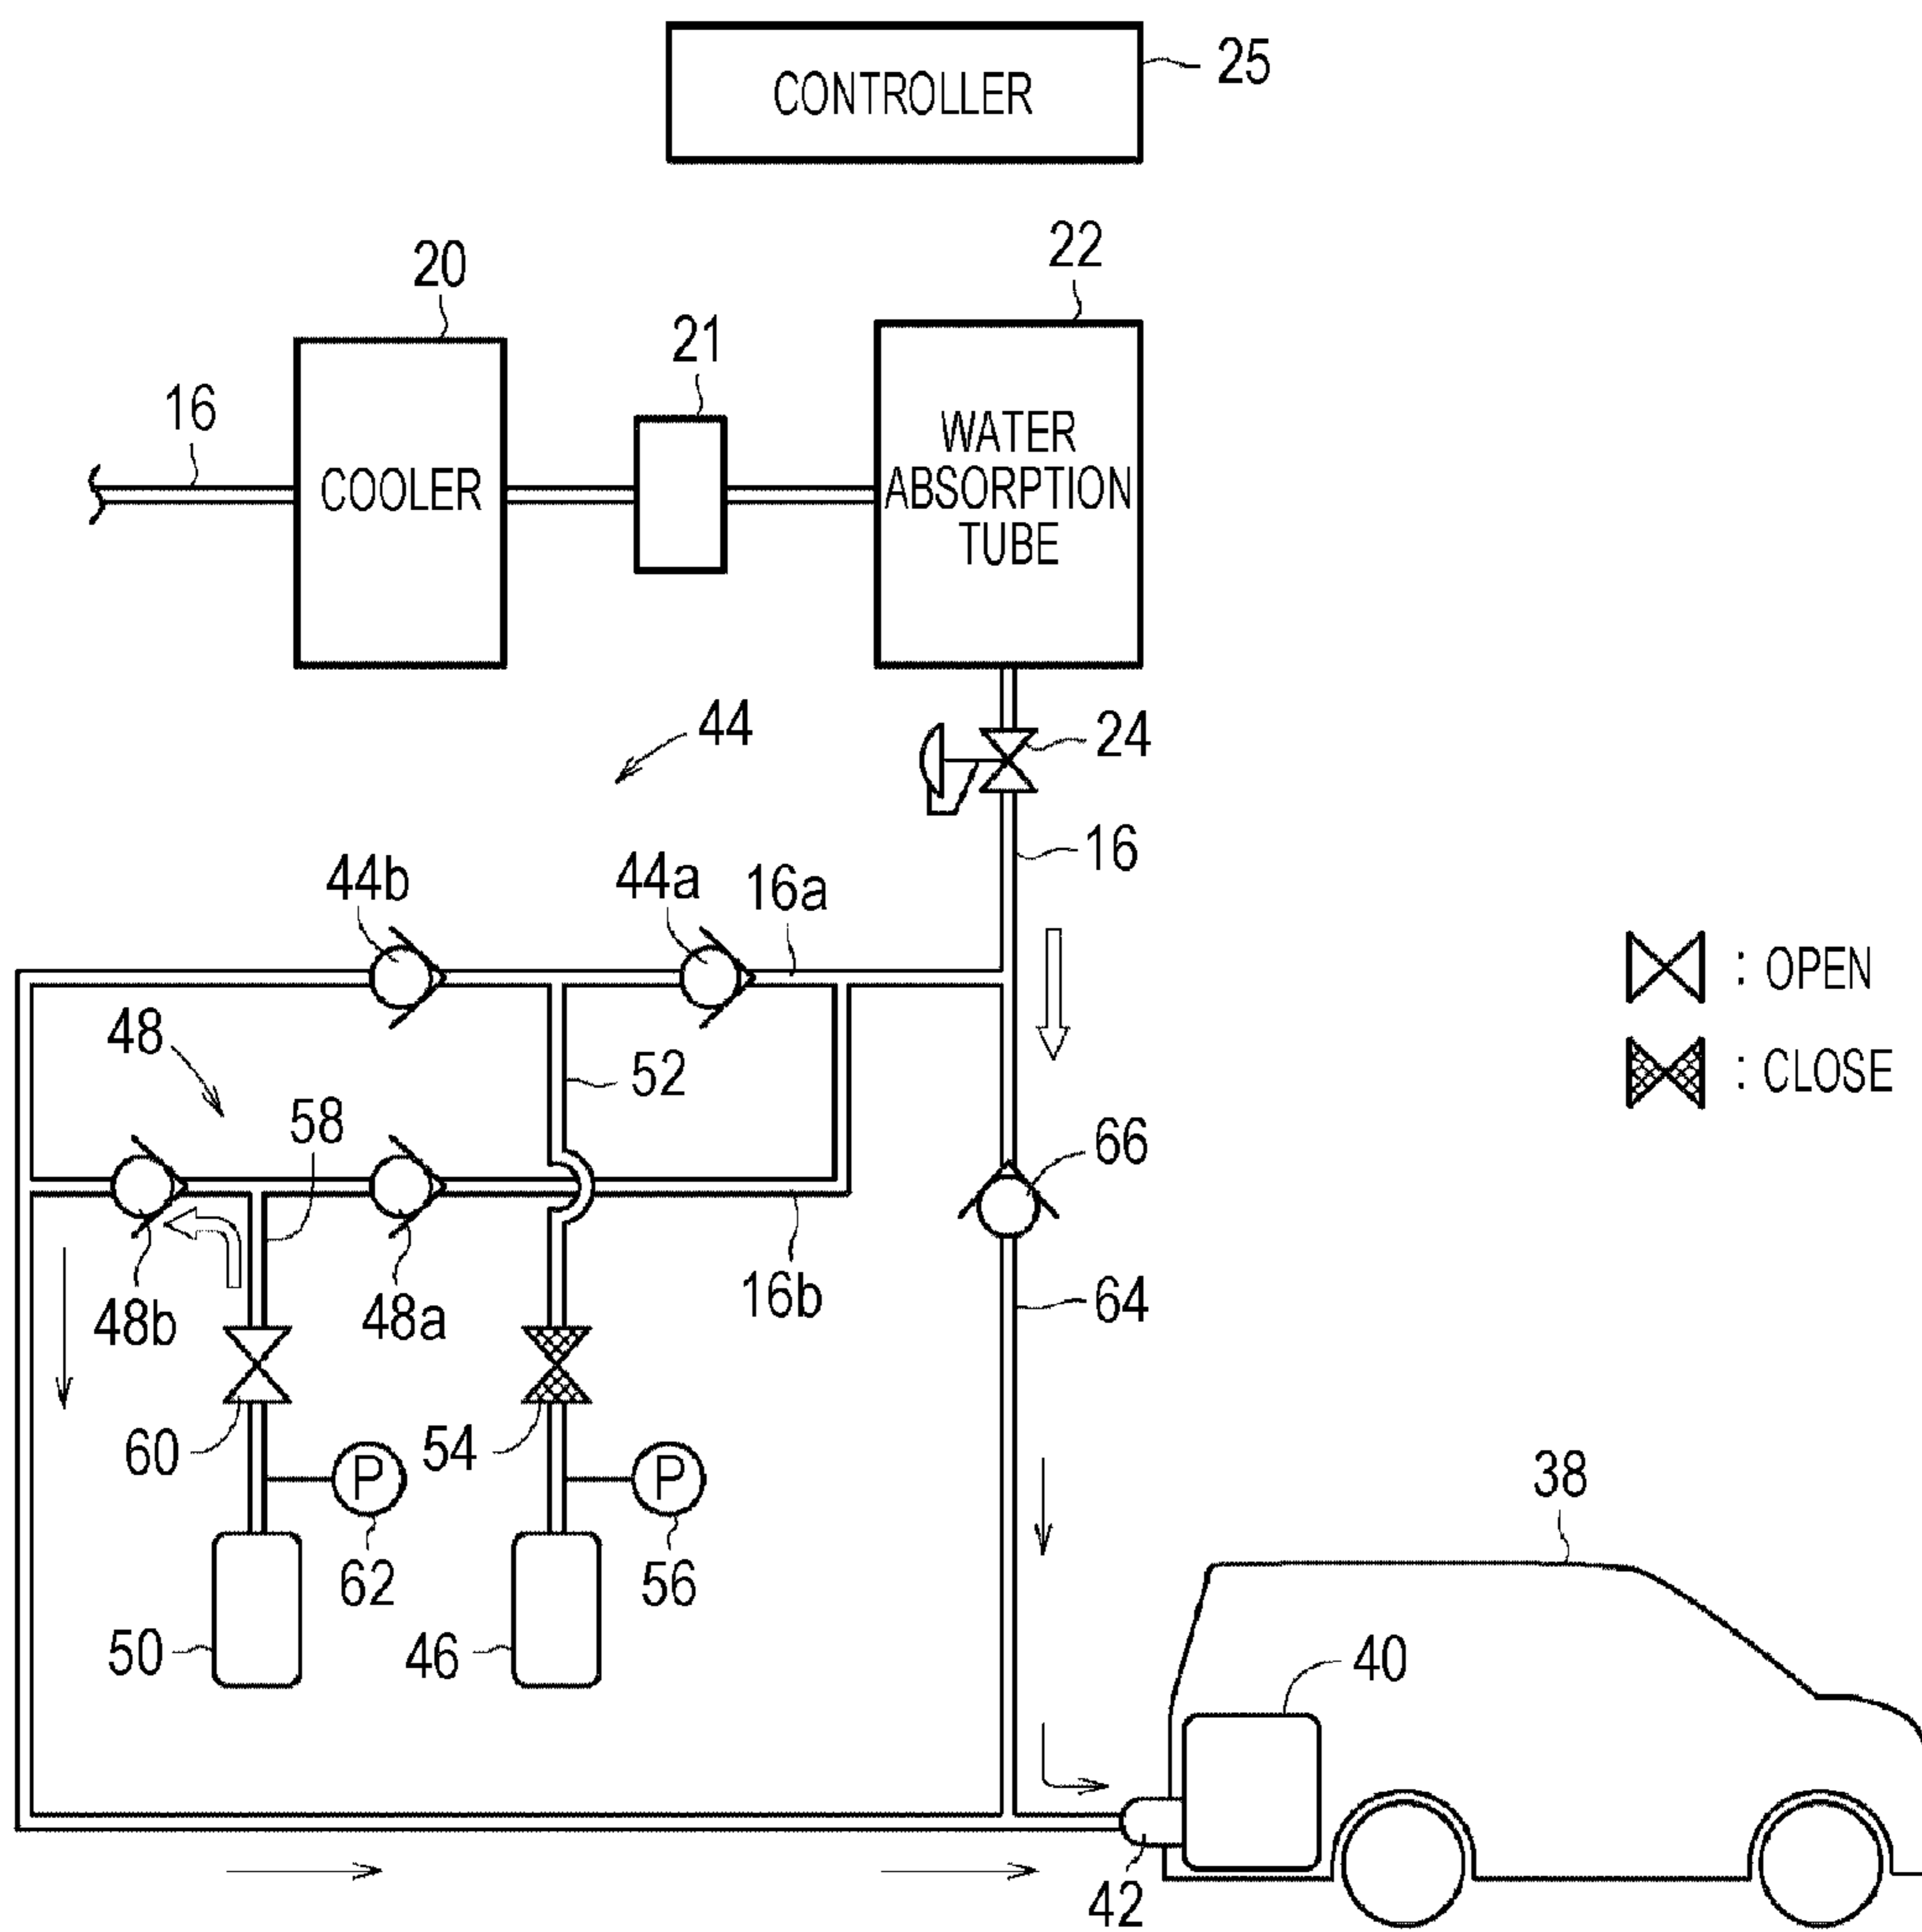 CONTROLLER
25
20
22
21
16
COOLER
WATER
ABSORPTION
TUBE
44
24
16
44b
44a
16a
: OPEN
48
52
: CLOSE
58
66
48b
48a
16b
64
60
54
P
P
38
62
56
50
46
40
42